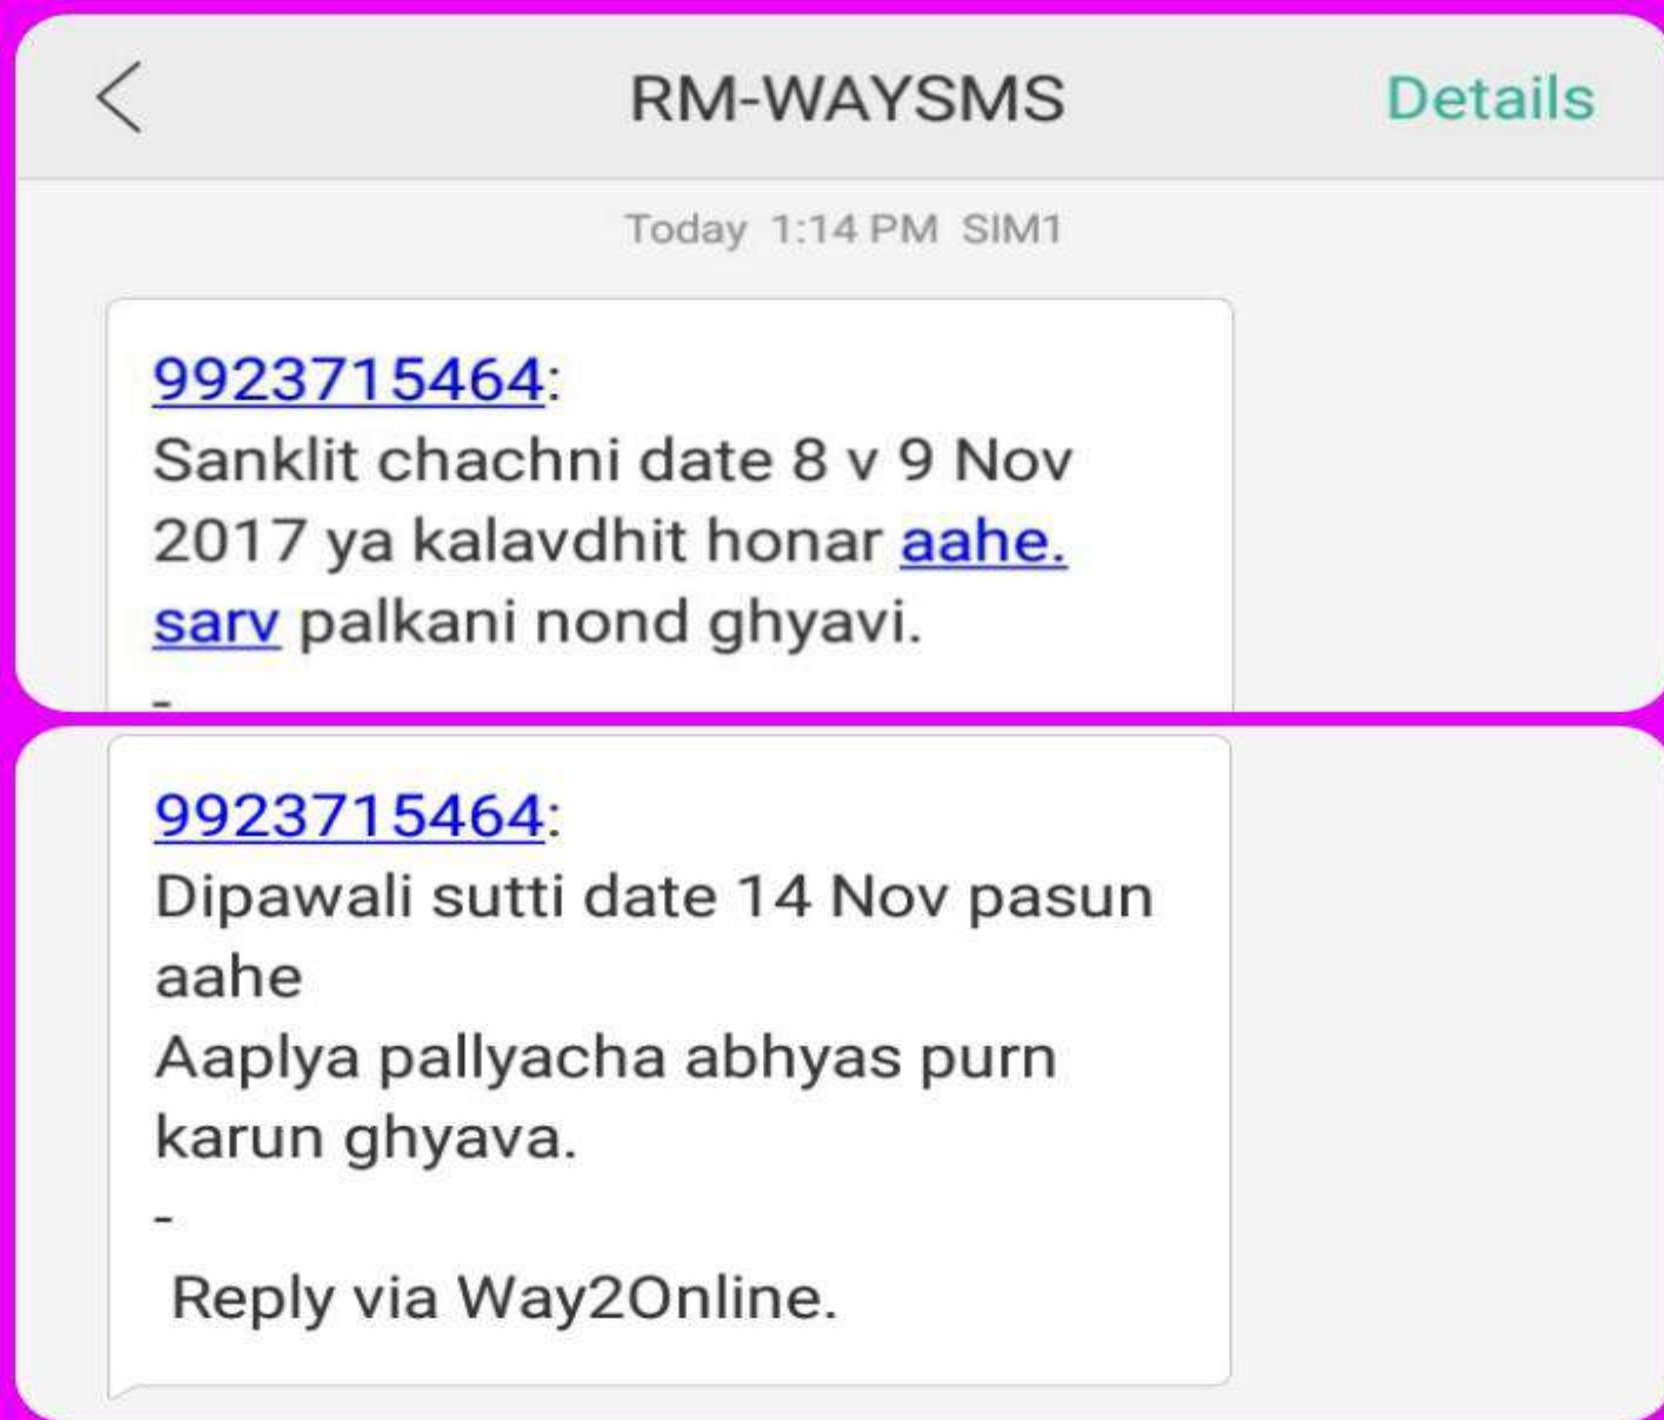 RM-WAYSMS Details
Today 1:14 PM SIM1
9923715464:
Sanklit chachni date 8 v 9 Nov
2017 ya kalavdhit honar aahe.
sarv palkani nond ghyavi.
-
9923715464:
Dipawali sutti date 14 Nov pasun
aahe
Aaplya pallyacha abhyas purn
karun ghyava.
-
Reply via Way2Online.